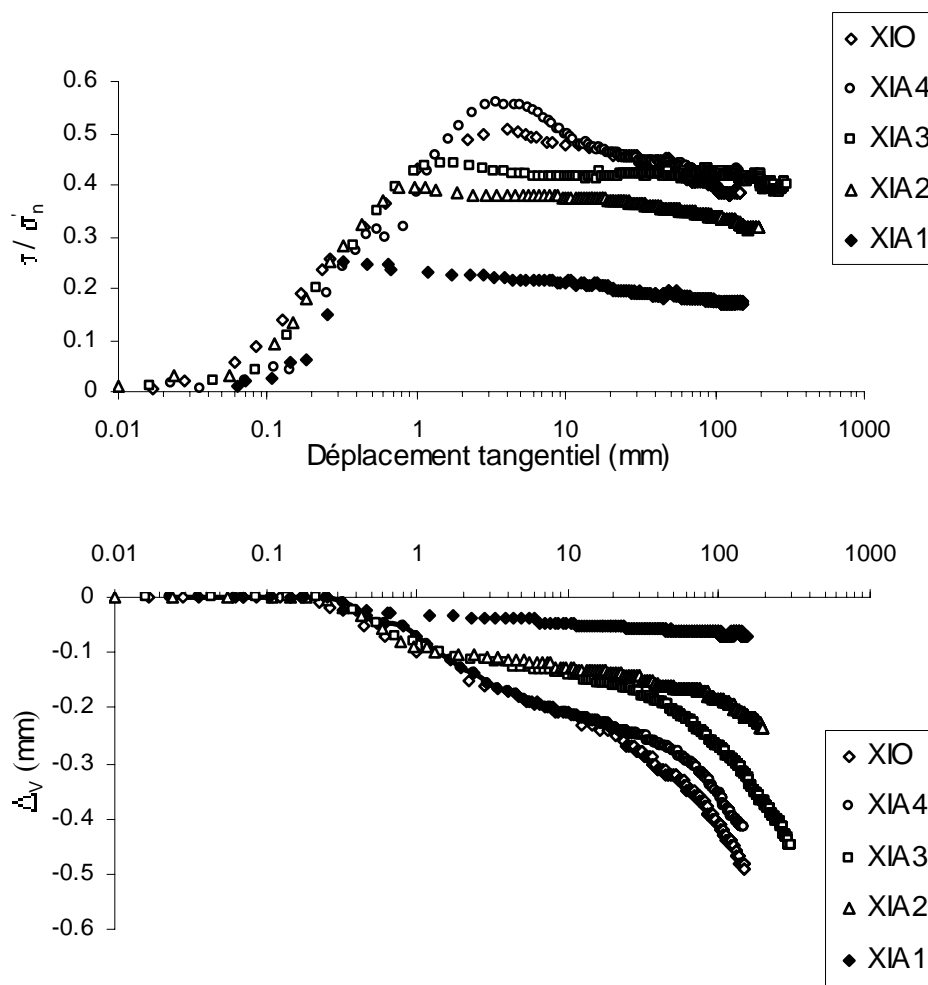 XIO
XIA4
XIA3
XIA2
XIA1
0.6
0.5
0.4
0.3
0.2
0.1
0
τ / σ'n
0.01 0.1 1 10 100 1000
Déplacement tangentiel (mm)
0.01 0.1 1 10 100 1000
0
-0.1
-0.2
-0.3
-0.4
-0.5
-0.6
ΔV (mm)
XIO
XIA4
XIA3
XIA2
XIA1